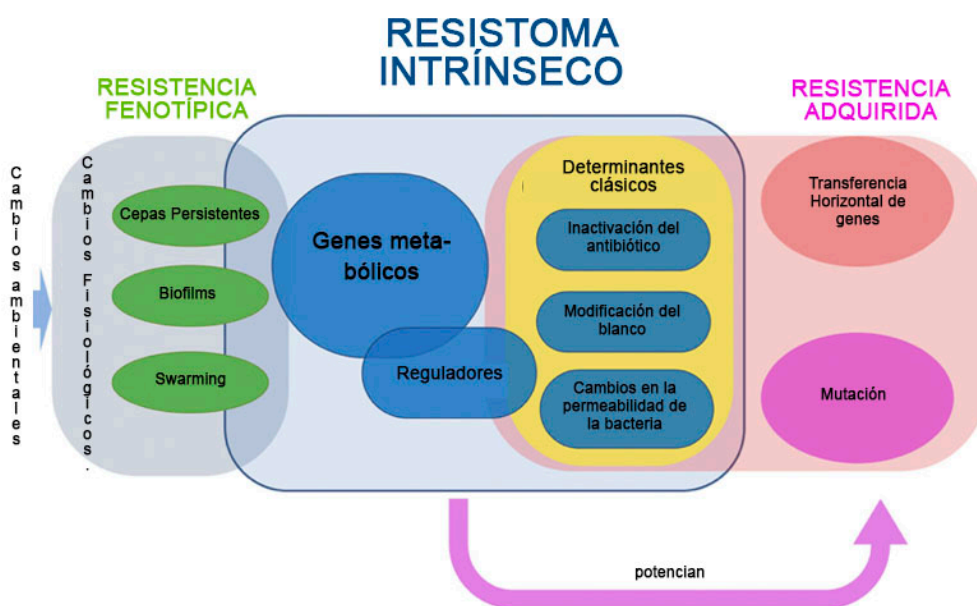 RESISTOMA
INTRÍNSECO
RESISTENCIA
FENOTÍPICA
RESISTENCIA
ADQUIRIDA
Cambios ambientales
Cambios Fisiológicos.
Cepas Persistentes
Biofilms
Swarming
Genes meta-
bólicos
Reguladores
Determinantes
clásicos
Inactivación del
antibiótico
Modificación del
blanco
Cambios en la
permeabilidad de
la bacteria
Transferencia
Horizontal de
genes
Mutación
potencian